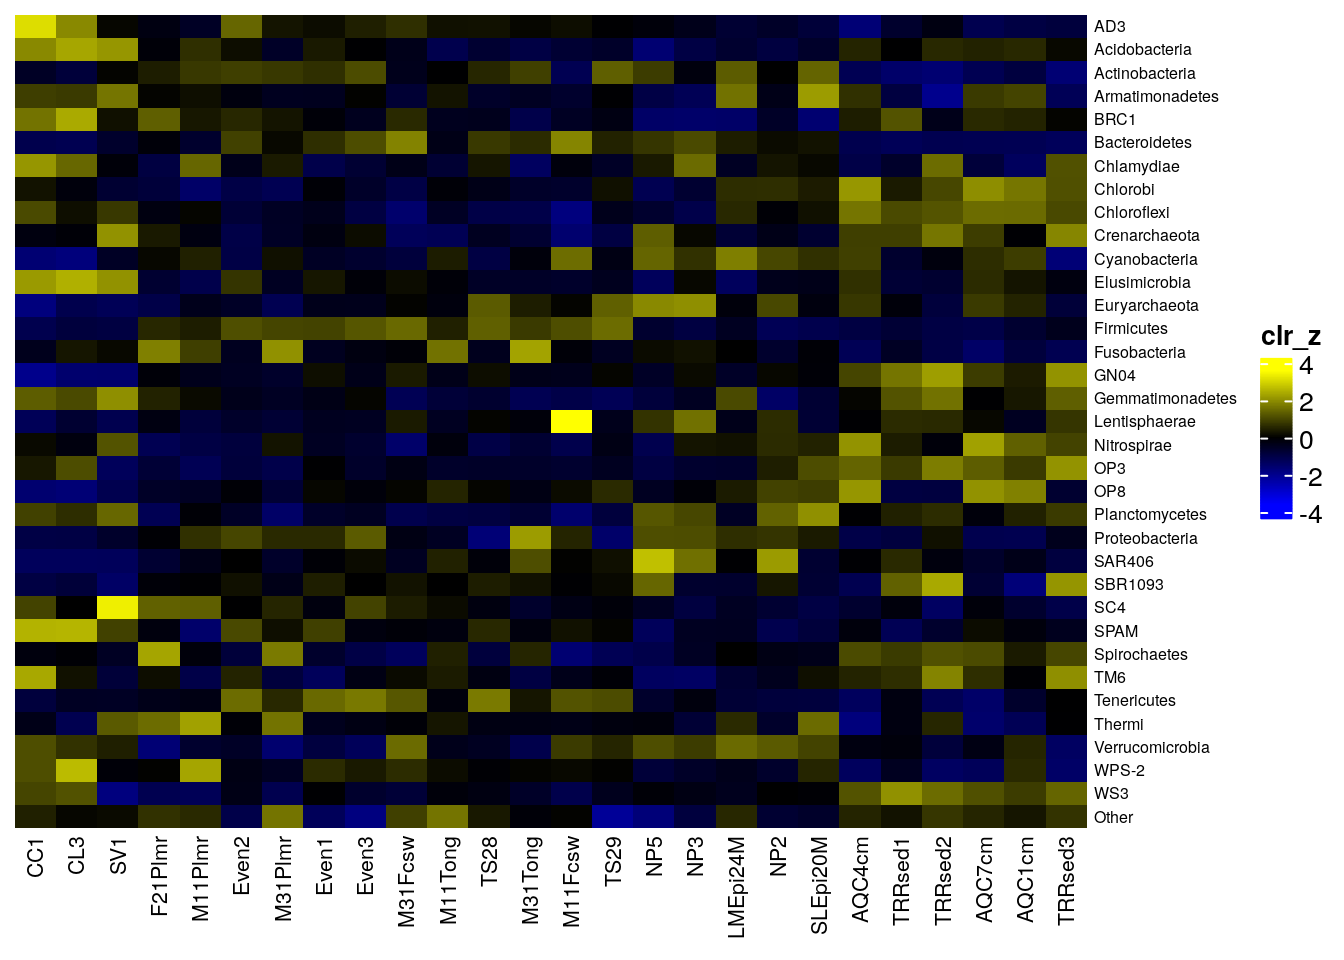 AD3
Acidobacteria
Actinobacteria
Armatimonadetes
BRC1
Bacteroidetes
Chlamydiae
Chlorobi
Chloroflexi
Crenarchaeota
Cyanobacteria
Elusimicrobia
Euryarchaeota
Firmicutes
Fusobacteria
GN04
Gemmatimonadetes
Lentisphaerae
Nitrospirae
OP3
OP8
Planctomycetes
Proteobacteria
SAR406
SBR1093
SC4
SPAM
Spirochaetes
TM6
Tenericutes
Thermi
Verrucomicrobia
WPS-2
WS3
Other
clr_z
4
2
0
-2
-4
CC1
CL3
SV1
F21Plmr
M11Plmr
Even2
M31Plmr
Even1
Even3
M31Fcsw
M11Tong
TS28
M31Tong
M11Fcsw
TS29
NP5
NP3
LMEpi24M
NP2
SLEpi20M
AQC4cm
TRRsed1
TRRsed2
AQC7cm
AQC1cm
TRRsed3